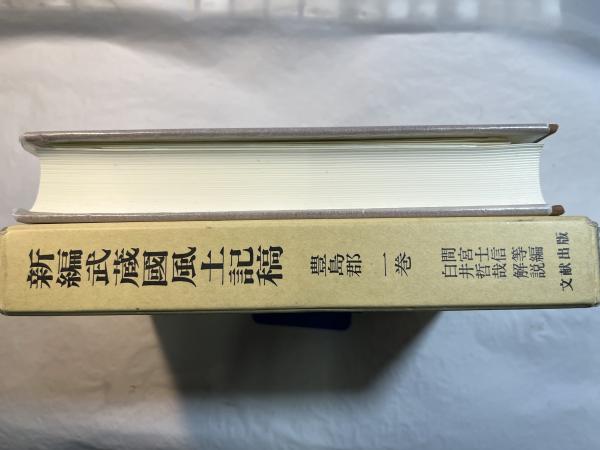 新編武蔵國風土記稿
豊島郡
一巻
間宮士信等編
白井哲哉解説
文献出版